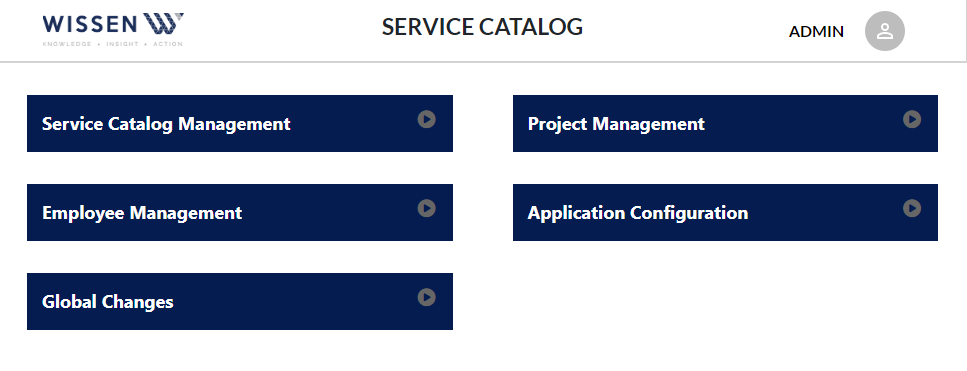 WISSEN
KNOWLEDGE • INSIGHT • ACTION
SERVICE CATALOG
ADMIN
Service Catalog Management
Project Management
Employee Management
Application Configuration
Global Changes